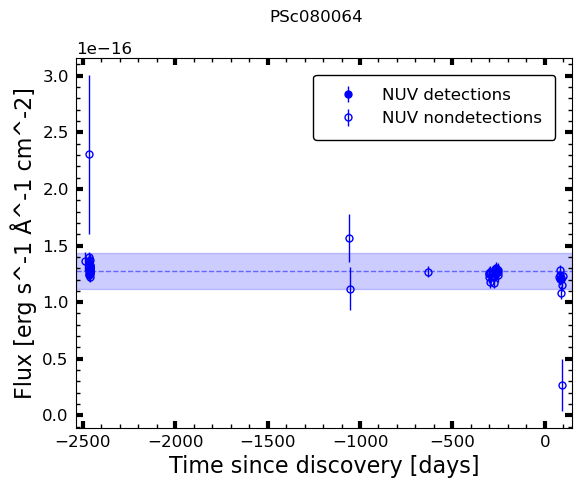 PSc080064
1e−16
3.0
2.5
2.0
1.5
1.0
0.5
0.0
Flux [erg s^-1 Å^-1 cm^-2]
NUV detections
NUV nondetections
−2500 −2000 −1500 −1000 −500 0
Time since discovery [days]